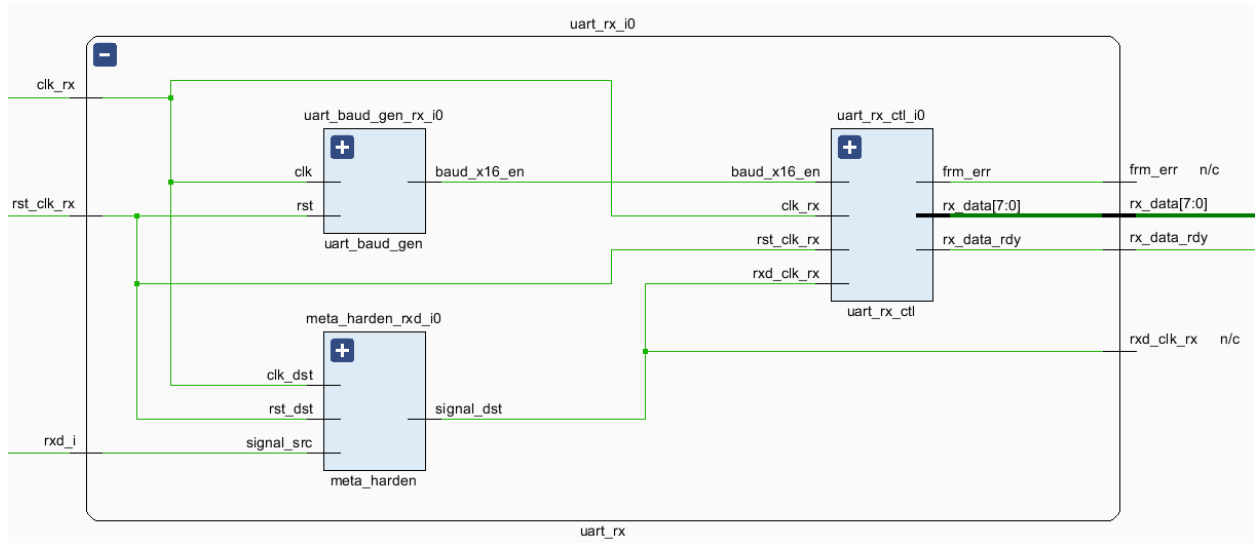 uart_rx_i0
clk_rx
rst_clk_rx
rxd_i
uart_baud_gen_rx_i0
clk
rst
baud_x16_en
uart_baud_gen
meta_harden_rxd_i0
clk_dst
rst_dst
signal_src
signal_dst
meta_harden
uart_rx_ctl_i0
baud_x16_en
clk_rx
rst_clk_rx
rxd_clk_rx
frm_err
rx_data[7:0]
rx_data_rdy
uart_rx_ctl
frm_err n/c
rx_data[7:0]
rx_data_rdy
rxd_clk_rx n/c
uart_rx